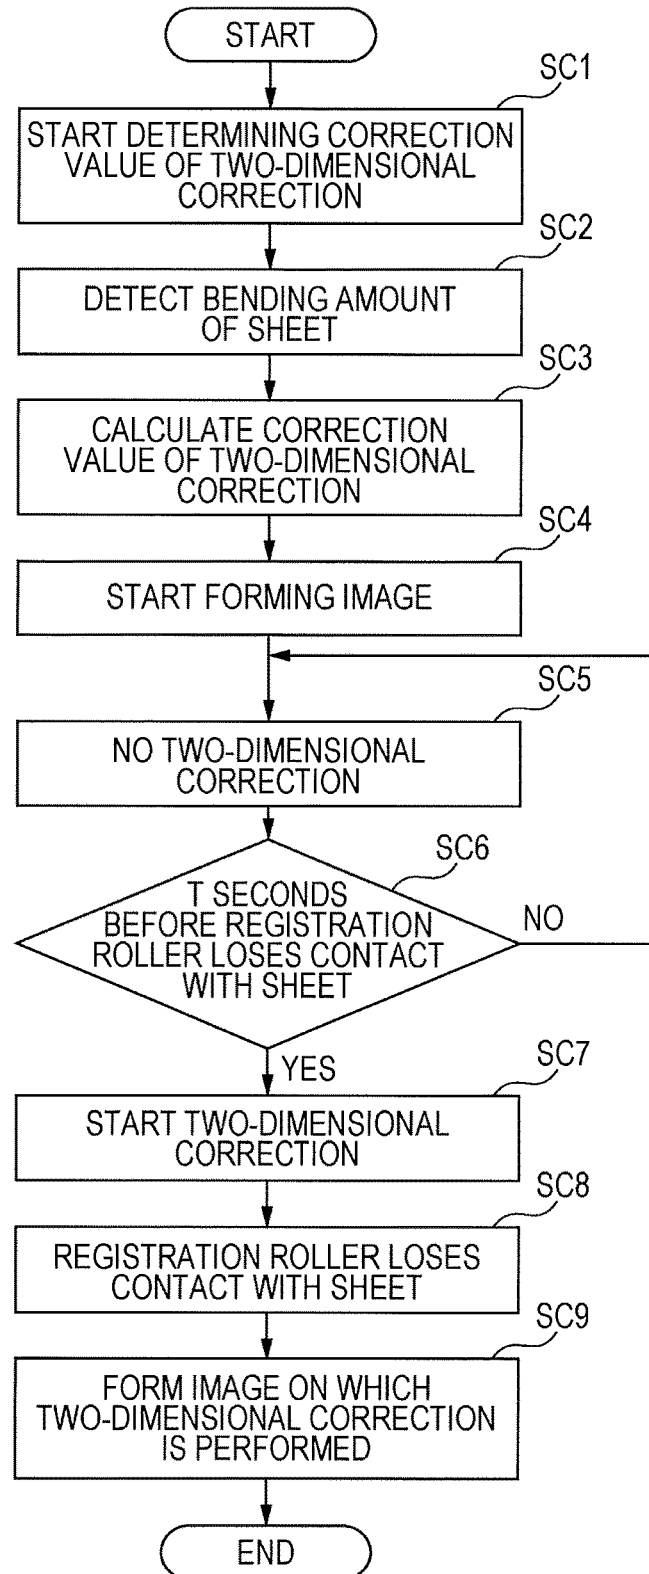 START
SC1
START DETERMINING CORRECTION
VALUE OF TWO-DIMENSIONAL
CORRECTION
SC2
DETECT BENDING AMOUNT
OF SHEET
SC3
CALCULATE CORRECTION
VALUE OF TWO-DIMENSIONAL
CORRECTION
SC4
START FORMING IMAGE
SC5
NO TWO-DIMENSIONAL
CORRECTION
SC6
T SECONDS
BEFORE REGISTRATION
ROLLER LOSES CONTACT
WITH SHEET
NO
YES
SC7
START TWO-DIMENSIONAL
CORRECTION
SC8
REGISTRATION ROLLER LOSES
CONTACT WITH SHEET
SC9
FORM IMAGE ON WHICH
TWO-DIMENSIONAL CORRECTION
IS PERFORMED
END